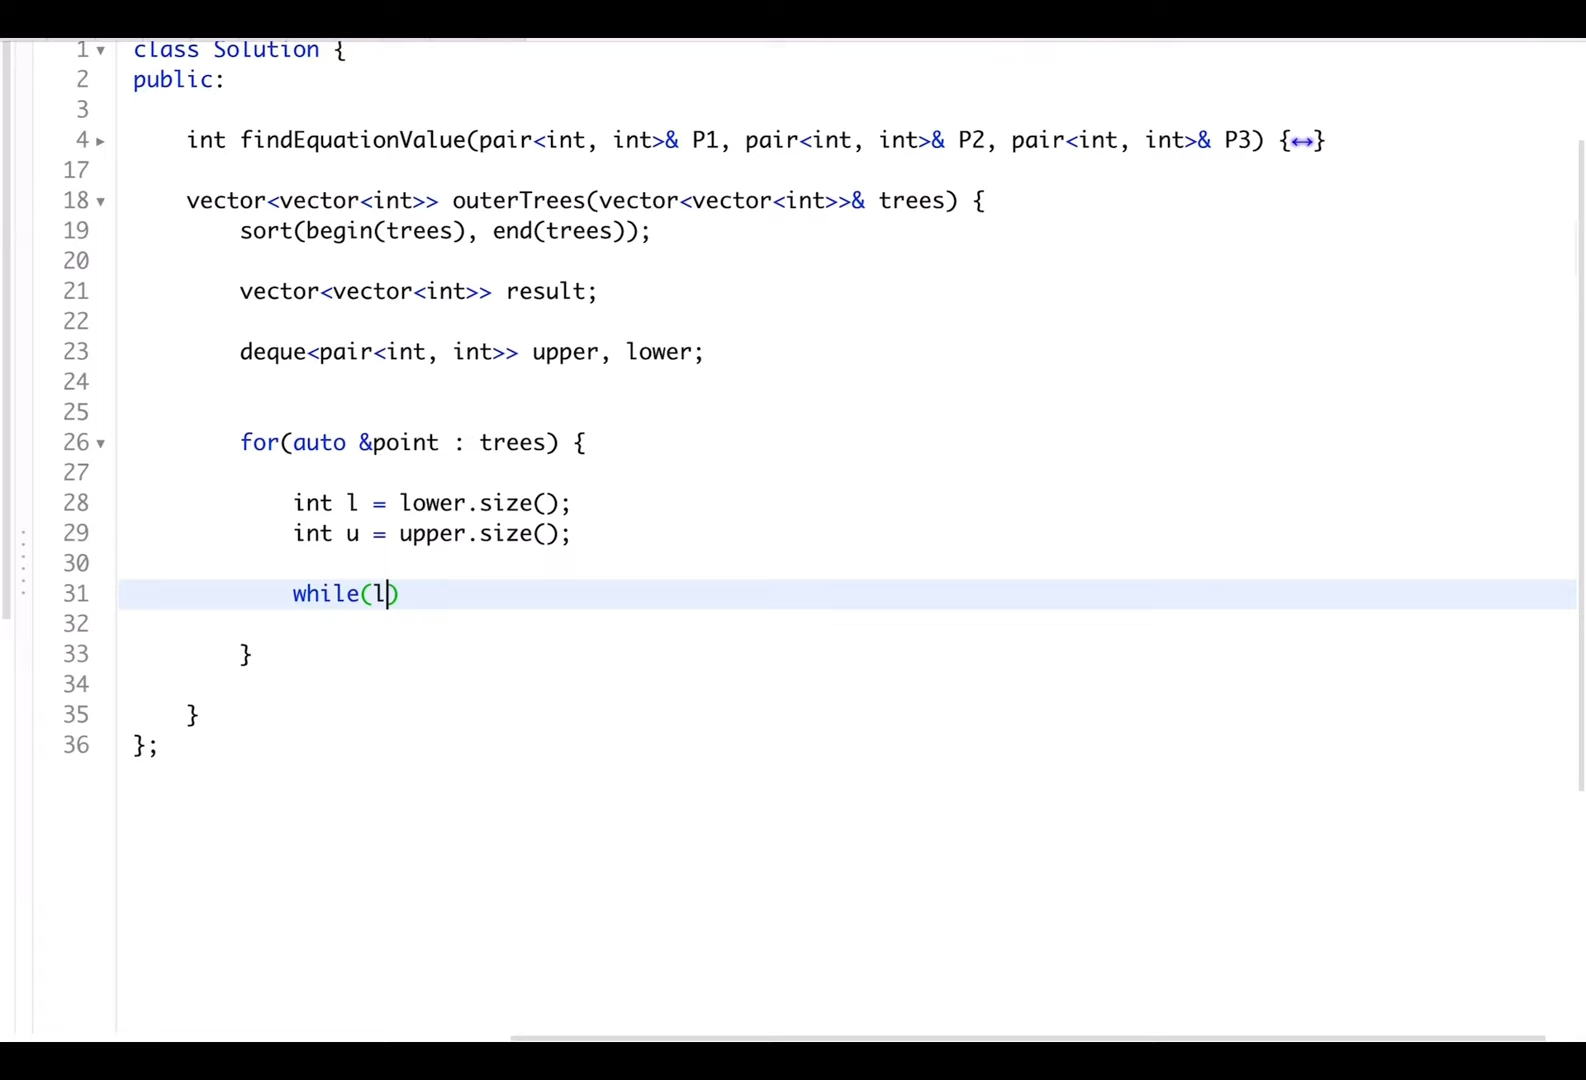 1 class Solution {
2 public:
3
4 int findEquationValue(pair<int, int>& P1, pair<int, int>& P2, pair<int, int>& P3) {↔}
17
18 vector<vector<int>> outerTrees(vector<vector<int>>& trees) {
19 sort(begin(trees), end(trees));
20
21 vector<vector<int>> result;
22
23 deque<pair<int, int>> upper, lower;
24
25
26 for(auto &point : trees) {
27
28 int l = lower.size();
29 int u = upper.size();
30
31 while(l)
32
33 }
34
35 }
36 };